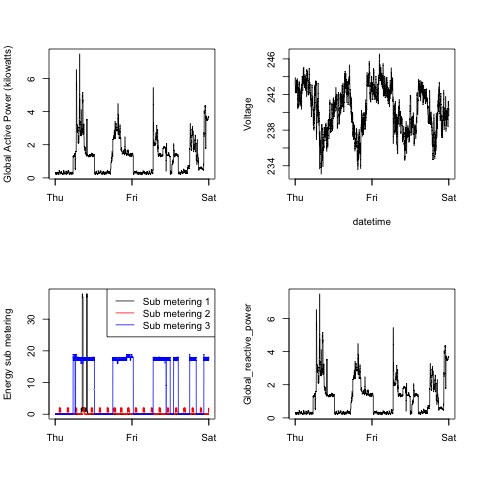 Global Active Power (kilowatts)
0 2 4 6
Thu Fri Sat
Voltage
234 238 242 246
Thu Fri Sat
datetime
Energy sub metering
0 10 20 30
Sub metering 1
Sub metering 2
Sub metering 3
Thu Fri Sat
Global_reactive_power
0 2 4 6
Thu Fri Sat